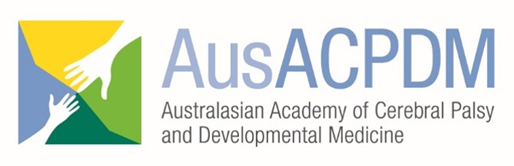 AusACPDM
Australasian Academy of Cerebral Palsy
and Developmental Medicine